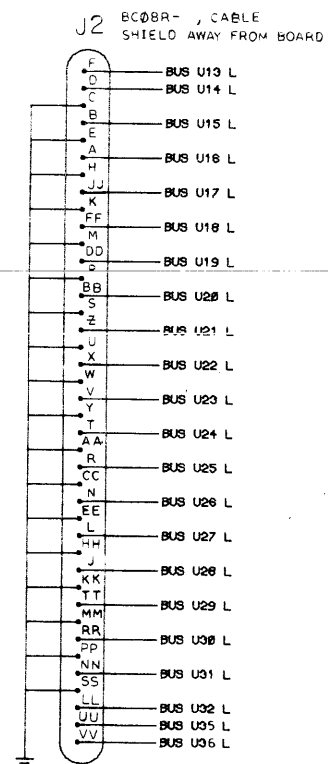 J2 BC08R- , CABLE
SHIELD AWAY FROM BOARD
F BUS U13 L
D BUS U14 L
C
B BUS U15 L
E
A BUS U16 L
H
JJ BUS U17 L
K
FF BUS U18 L
M
DD BUS U19 L
P
BB BUS U20 L
S
Z BUS U21 L
U
X BUS U22 L
W
V BUS U23 L
Y
T BUS U24 L
AA
R BUS U25 L
CC
N BUS U26 L
EE
L BUS U27 L
HH
J BUS U28 L
KK
TT BUS U29 L
MM
RR BUS U30 L
PP
NN BUS U31 L
SS
LL BUS U32 L
UU BUS U35 L
VV BUS U36 L